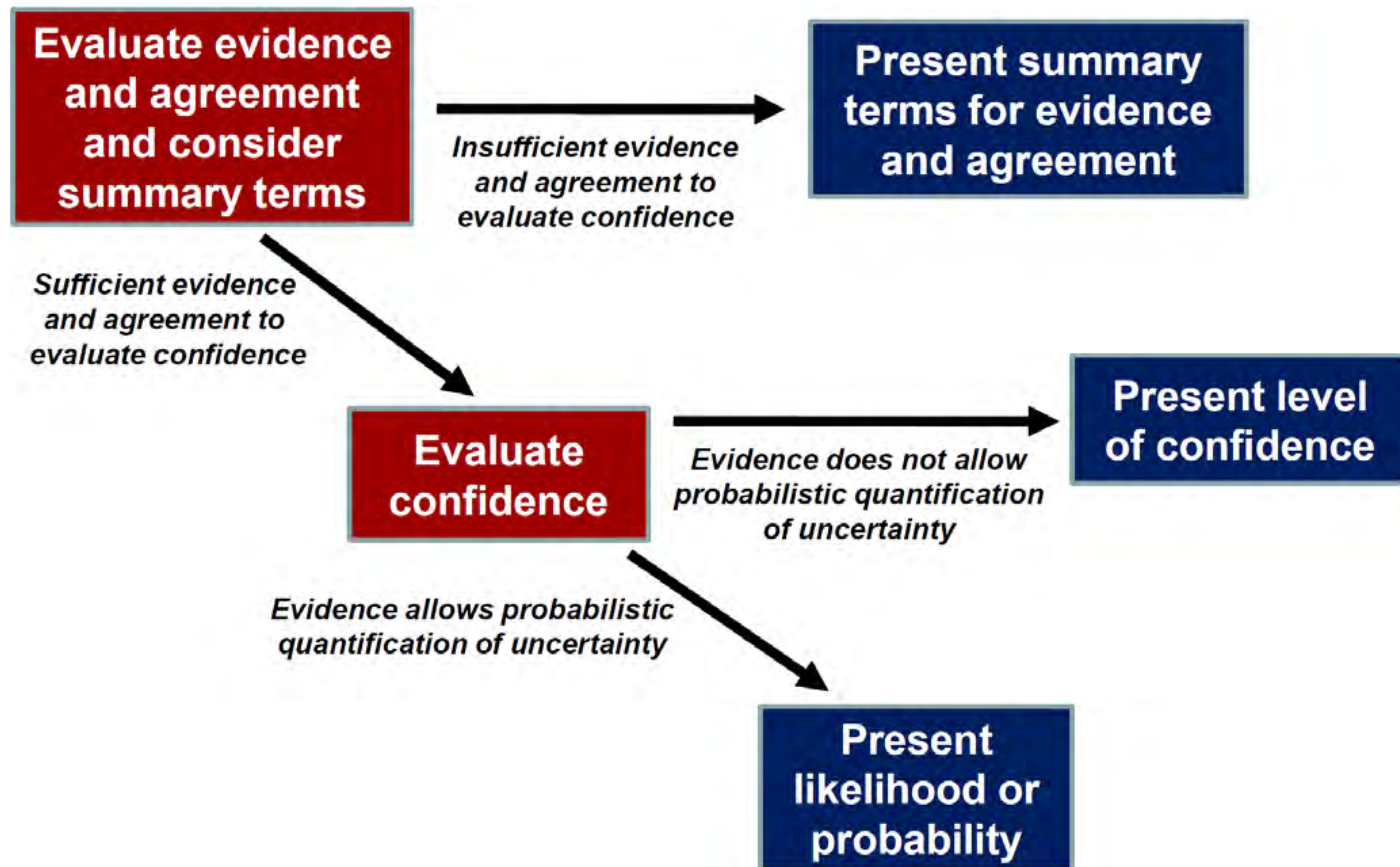 Evaluate evidence
and agreement
and consider
summary terms
Insufficient evidence
and agreement to
evaluate confidence
Present summary
terms for evidence
and agreement
Sufficient evidence
and agreement to
evaluate confidence
Evaluate
confidence
Evidence does not allow
probabilistic quantification
of uncertainty
Present level
of confidence
Evidence allows probabilistic
quantification of uncertainty
Present
likelihood or
probability